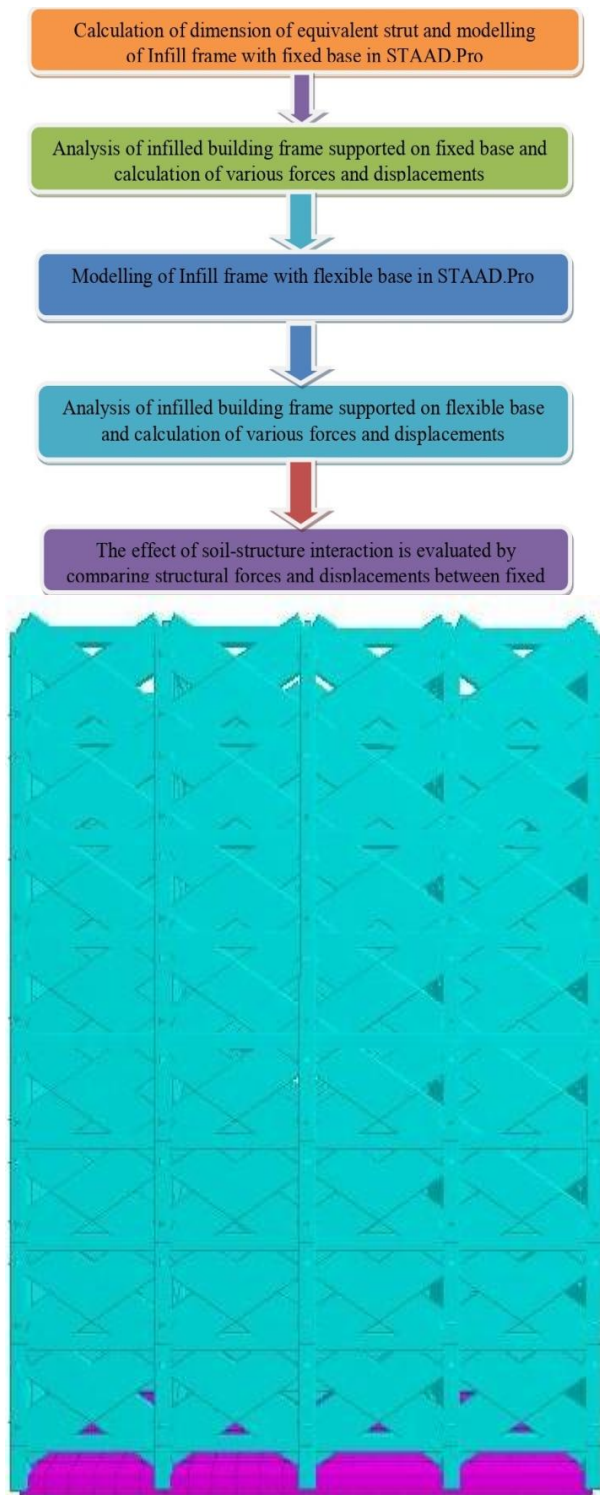 Calculation of dimension of equivalent strut and modelling
of Infill frame with fixed base in STAAD.Pro
Analysis of infilled building frame supported on fixed base and
calculation of various forces and displacements
Modelling of Infill frame with flexible base in STAAD.Pro
Analysis of infilled building frame supported on flexible base
and calculation of various forces and displacements
The effect of soil-structure interaction is evaluated by
comparing structural forces and displacements between fixed